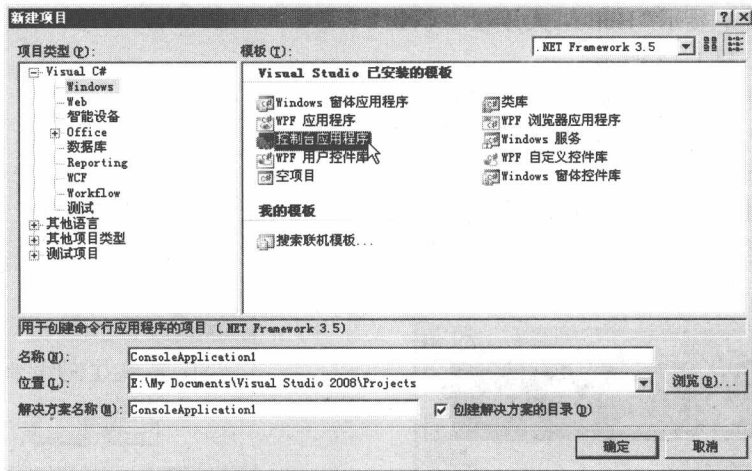 新建项目
项目类型(P):
模板(T):
.NET Framework 3.5
Visual C#
Windows
Web
智能设备
Office
数据库
Reporting
WCF
Workflow
测试
其他语言
其他项目类型
测试项目
Visual Studio 已安装的模板
Windows 窗体应用程序
类库
WPF 应用程序
WPF 浏览器应用程序
控制台应用程序
Windows 服务
WPF 用户控件库
WPF 自定义控件库
空项目
Windows 窗体控件库
我的模板
搜索联机模板...
用于创建命令行应用程序的项目 (.NET Framework 3.5)
名称(N):
ConsoleApplication1
位置(L):
E:\My Documents\Visual Studio 2008\Projects
浏览(B)...
解决方案名称(M):
ConsoleApplication1
创建解决方案的目录(D)
确定
取消